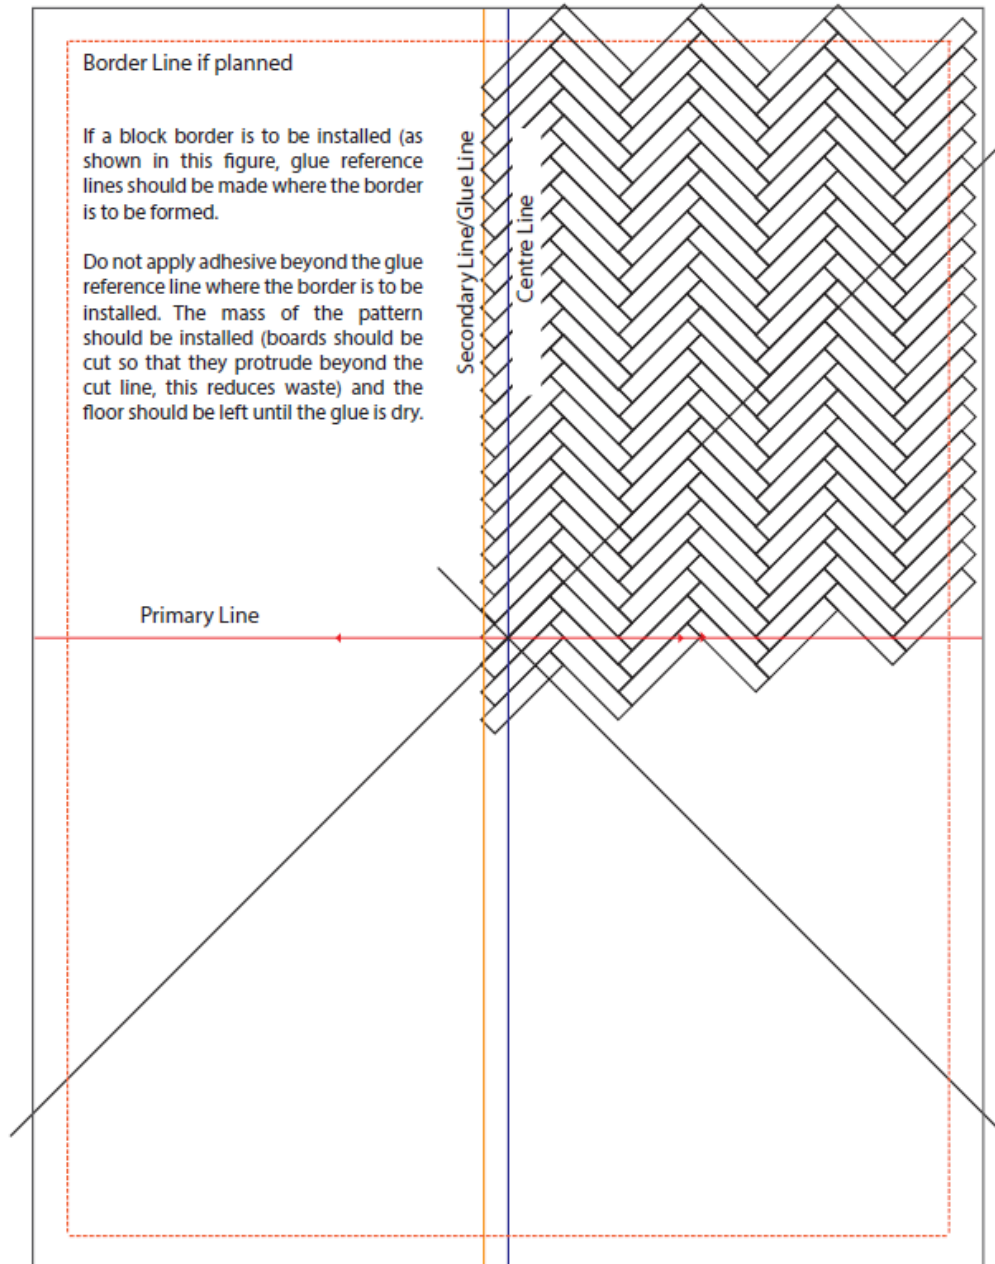 Border Line if planned
If a block border is to be installed (as
shown in this figure, glue reference
lines should be made where the border
is to be formed.
Do not apply adhesive beyond the glue
reference line where the border is to be
installed. The mass of the pattern
should be installed (boards should be
cut so that they protrude beyond the
cut line, this reduces waste) and the
floor should be left until the glue is dry.
Secondary Line/Glue Line
Centre Line
Primary Line